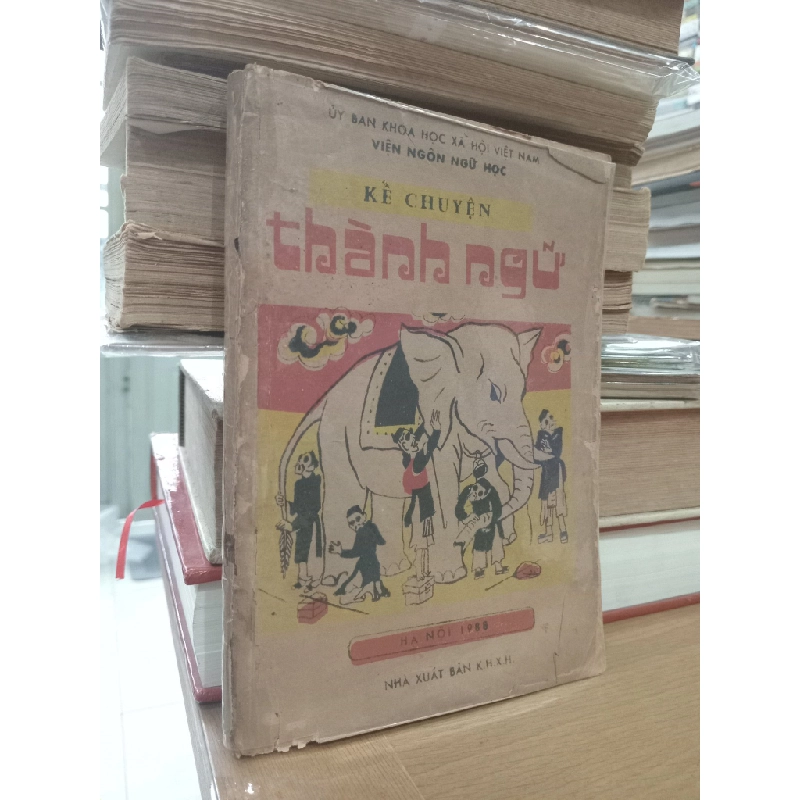 ỦY BAN KHOA HỌC XÃ HỘI VIỆT NAM
VIỆN NGÔN NGỮ HỌC
KỂ CHUYỆN
thành ngữ
HÀ NỘI 1988
NHÀ XUẤT BẢN K.H.X.H.